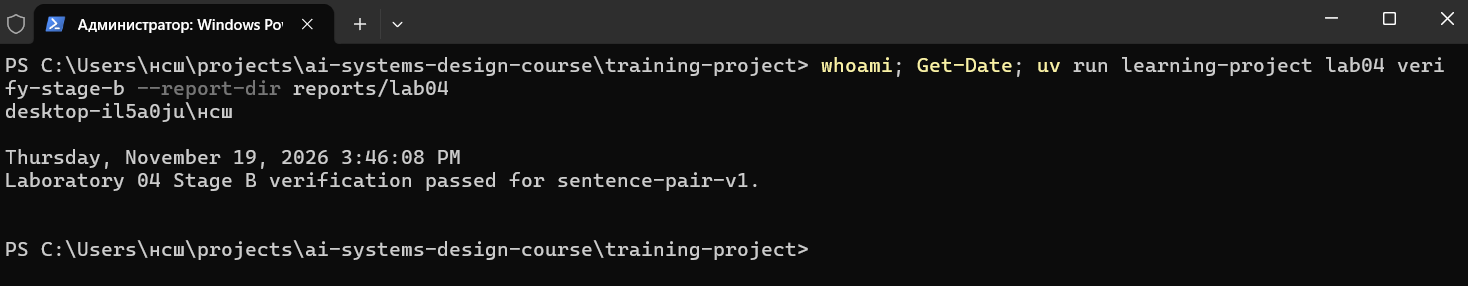 Администратор: Windows Po
PS C:\Users\нсш\projects\ai-systems-design-course\training-project> whoami; Get-Date; uv run learning-project lab04 veri
fy-stage-b --report-dir reports/lab04
desktop-il5a0ju\нсш
Thursday, November 19, 2026 3:46:08 PM
Laboratory 04 Stage B verification passed for sentence-pair-v1.
PS C:\Users\нсш\projects\ai-systems-design-course\training-project>